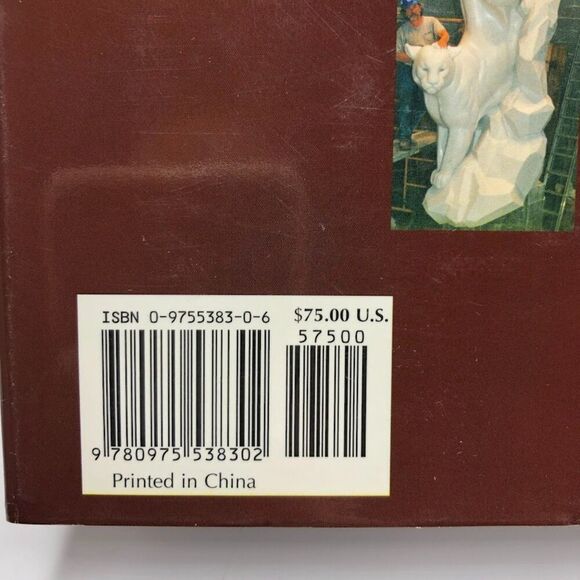 ISBN 0-9755383-0-6 $75.00 U.S.
57500
9 780975 538302
Printed in China